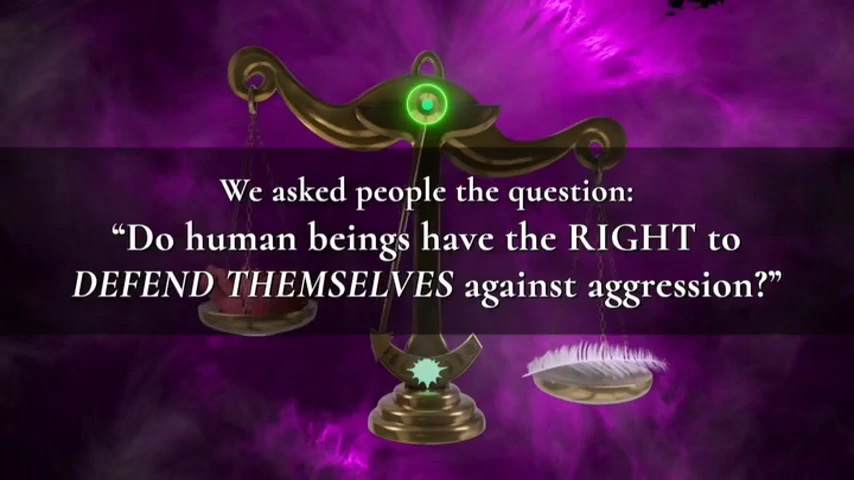 We asked people the question:
“Do human beings have the RIGHT to
DEFEND THEMSELVES against aggression?”